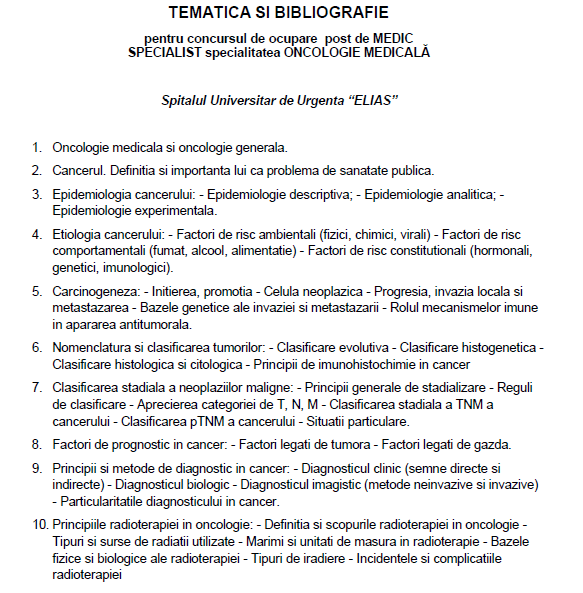 TEMATICA SI BIBLIOGRAFIE
pentru concursul de ocupare post de MEDIC
SPECIALIST specialitatea ONCOLOGIE MEDICALĂ
Spitalul Universitar de Urgenta “ELIAS”
1. Oncologie medicala si oncologie generala.
2. Cancerul. Definitia si importanta lui ca problema de sanatate publica.
3. Epidemiologia cancerului: - Epidemiologie descriptiva; - Epidemiologie analitica; -
Epidemiologie experimentala.
4. Etiologia cancerului: - Factori de risc ambientali (fizici, chimici, virali) - Factori de risc
comportamentali (fumat, alcool, alimentatie) - Factori de risc constitutionali (hormonali,
genetici, imunologici).
5. Carcinogeneza: - Initierea, promotia - Celula neoplazica - Progresia, invazia locala si
metastazarea - Bazele genetice ale invaziei si metastazarii - Rolul mecanismelor imune
in apararea antitumorala.
6. Nomenclatura si clasificarea tumorilor: - Clasificare evolutiva - Clasificare histogenetica -
Clasificare histologica si citologica - Principii de imunohistochimie in cancer
7. Clasificarea stadiala a neoplaziilor maligne: - Principii generale de stadializare - Reguli
de clasificare - Aprecierea categoriei de T, N, M - Clasificarea stadiala a TNM a
cancerului - Clasificarea pTNM a cancerului - Situatii particulare.
8. Factori de prognostic in cancer: - Factori legati de tumora - Factori legati de gazda.
9. Principii si metode de diagnostic in cancer: - Diagnosticul clinic (semne directe si
indirecte) - Diagnosticul biologic - Diagnosticul imagistic (metode neinvazive si invazive)
- Particularitatile diagnosticului in cancer.
10. Principiile radioterapiei in oncologie: - Definitia si scopurile radioterapiei in oncologie -
Tipuri si surse de radiatii utilizate - Marimi si unitati de masura in radioterapie - Bazele
fizice si biologice ale radioterapiei - Tipuri de iradiere - Incidentele si complicatiile
radioterapiei